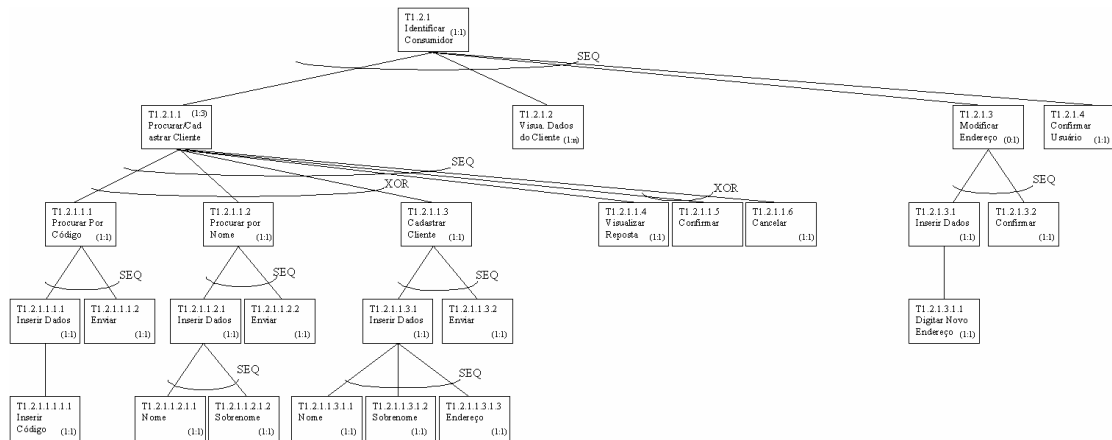 T1.2.1
Identificar
Consumidor (1:1)
SEQ
T1.2.1.1 (1:3)
Procurar/Cad
astrar Cliente
T1.2.1.2
Visua. Dados
do Cliente (1:n)
T1.2.1.3
Modificar
Endereço (0:1)
T1.2.1.4
Confirmar
Usuário (1:1)
SEQ
XOR
XOR
SEQ
T1.2.1.1.1
Procurar Por
Código (1:1)
T1.2.1.1.2
Procurar por
Nome (1:1)
T1.2.1.1.3
Cadastrar
Cliente (1:1)
T1.2.1.1.4
Visualizar
Reposta (1:1)
T1.2.1.1.5
Confirmar (1:1)
T1.2.1.1.6
Cancelar (1:1)
T1.2.1.3.1
Inserir Dados
(1:1)
T1.2.1.3.2
Confirmar
(1:1)
SEQ
SEQ
SEQ
T1.2.1.1.1.1
Inserir Dados
(1:1)
T1.2.1.1.1.2
Enviar
(1:1)
T1.2.1.1.2.1
Inserir Dados
(1:1)
T1.2.1.1.2.2
Enviar
(1:1)
T1.2.1.1.3.1
Inserir Dados
(1:1)
T1.2.1.1.3.2
Enviar
(1:1)
T1.2.1.3.1.1
Digitar Novo
Endereço (1:1)
SEQ
SEQ
T1.2.1.1.1.1.1
Inserir
Código (1:1)
T1.2.1.1.2.1.1
Nome
(1:1)
T1.2.1.1.2.1.2
Sobrenome
(1:1)
T1.2.1.1.3.1.1
Nome
(1:1)
T1.2.1.1.3.1.2
Sobrenome
(1:1)
T1.2.1.1.3.1.3
Endereço
(1:1)